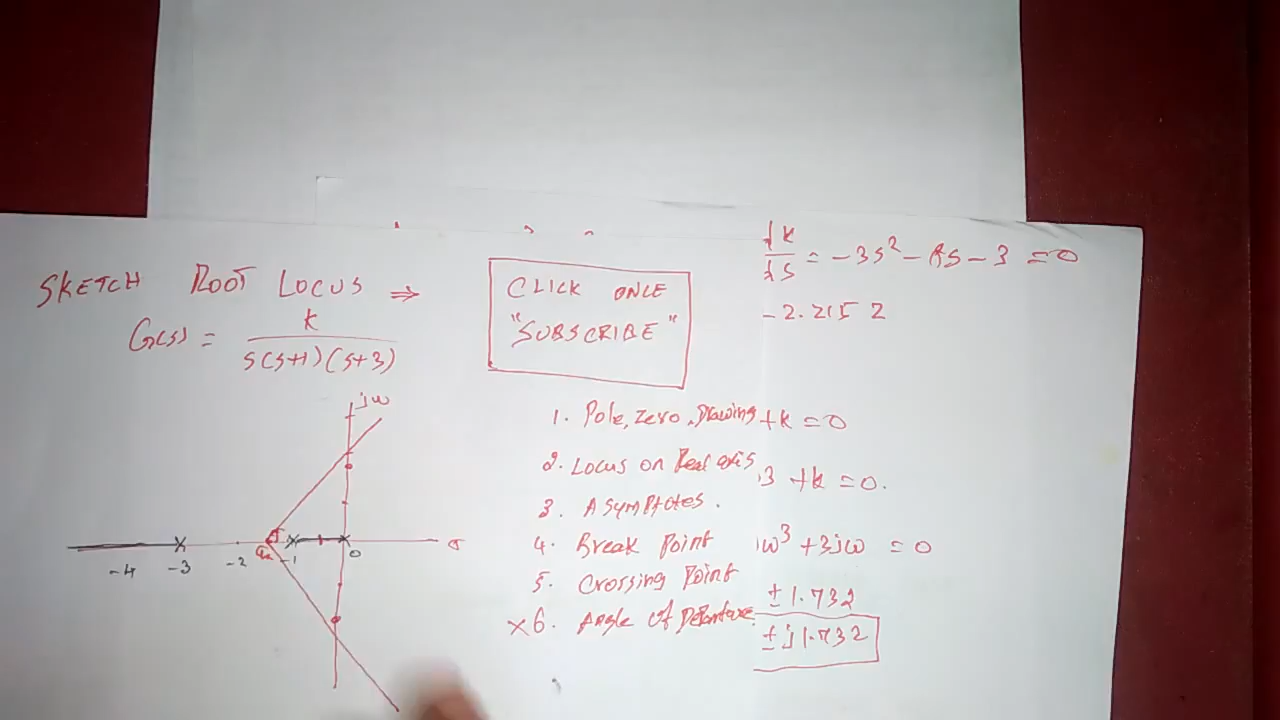 SKETCH ROOT LOCUS ⇒
G(s) = K / s(s+1)(s+3)
CLICK ONCE
"SUBSCRIBE"
dk/ds = -3s² - 8s - 3 = 0
-2.2152
1. Pole, zero, Drawing
2. Locus on Real axis
3. Asymptotes.
4. Break Point
5. Crossing Point
×6. Angle of Departure
+k = 0
3 + k = 0.
jω³ + 3jω = 0
± 1.732
± j1.732
jω
σ
-4 -3 -2 -1 0